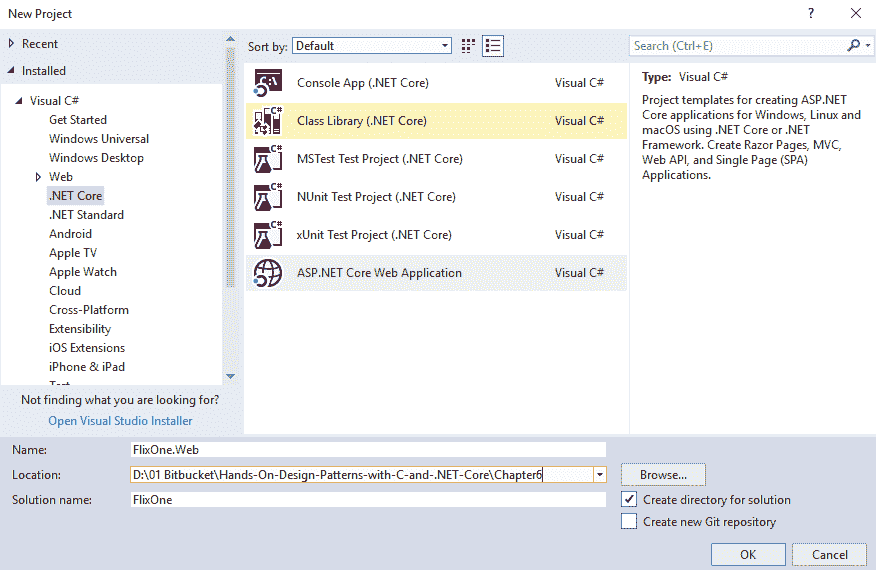 New Project
?
Recent
Installed
Visual C#
Get Started
Windows Universal
Windows Desktop
Web
.NET Core
.NET Standard
Android
Apple TV
Apple Watch
Cloud
Cross-Platform
Extensibility
iOS Extensions
iPhone & iPad
Not finding what you are looking for?
Open Visual Studio Installer
Sort by: Default
Console App (.NET Core) Visual C#
Class Library (.NET Core) Visual C#
MSTest Test Project (.NET Core) Visual C#
NUnit Test Project (.NET Core) Visual C#
xUnit Test Project (.NET Core) Visual C#
ASP.NET Core Web Application Visual C#
Search (Ctrl+E)
Type: Visual C#
Project templates for creating ASP.NET
Core applications for Windows, Linux and
macOS using .NET Core or .NET
Framework. Create Razor Pages, MVC,
Web API, and Single Page (SPA)
Applications.
Name: FlixOne.Web
Location: D:\01 Bitbucket\Hands-On-Design-Patterns-with-C-and-.NET-Core\Chapter6
Solution name: FlixOne
Browse...
Create directory for solution
Create new Git repository
OK
Cancel